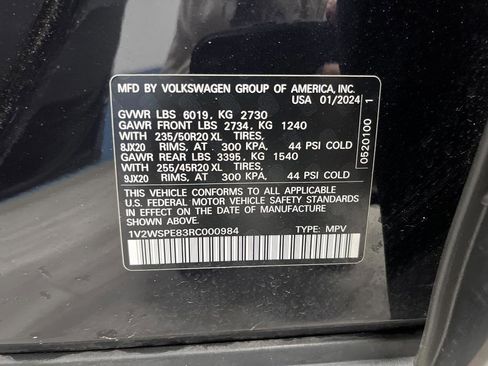 MFD BY VOLKSWAGEN GROUP OF AMERICA, INC.
USA 01/2024
GVWR LBS 6019, KG 2730
GAWR FRONT LBS 2734, KG 1240
WITH 235/50R20 XL TIRES,
8JX20 RIMS, AT 300 KPA, 44 PSI COLD
GAWR REAR LBS 3395, KG 1540
WITH 255/45R20 XL TIRES,
9JX20 RIMS, AT 300 KPA, 44 PSI COLD
THIS VEHICLE CONFORMS TO ALL APPLICABLE
U.S. FEDERAL MOTOR VEHICLE SAFETY STANDARDS
IN EFFECT ON THE DATE OF MANUFACTURE SHOWN ABOVE.
1V2WSPE83RC000984 TYPE: MPV
0520100 1